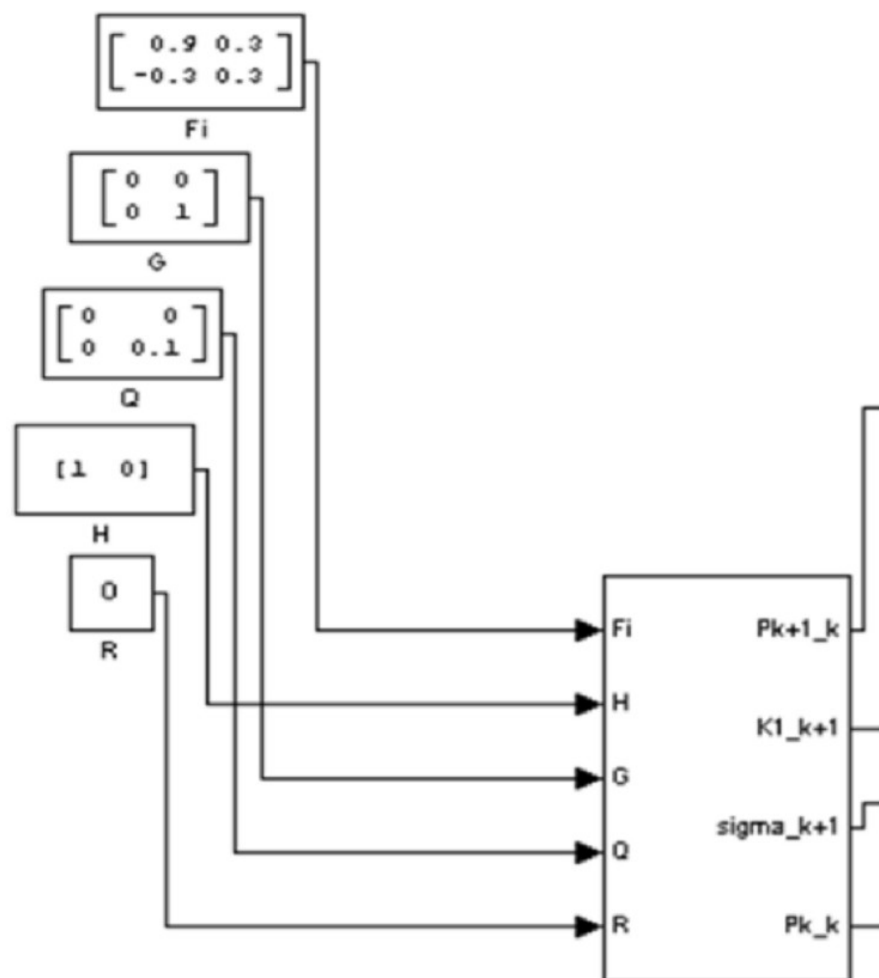 0.9 0.3
-0.3 0.3
Fi
0 0
0 1
G
0 0
0 0.1
Q
[1 0]
H
0
R
Fi Pk+1_k
H
K1_k+1
G
sigma_k+1
Q
R Pk_k